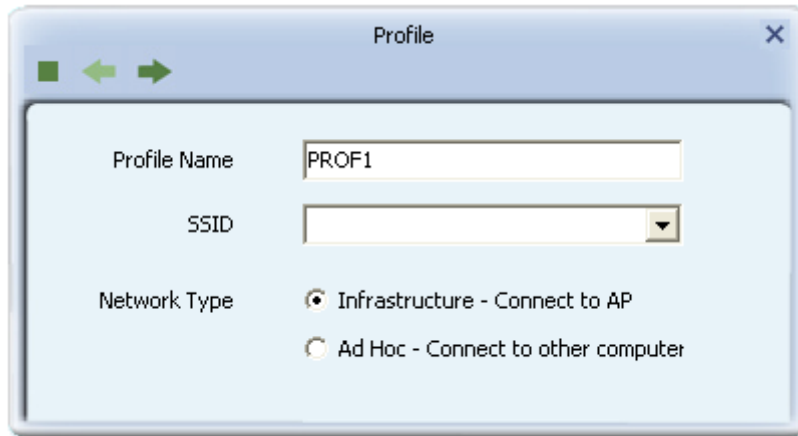 Profile
Profile Name PROF1
SSID
Network Type Infrastructure - Connect to AP
Ad Hoc - Connect to other computer